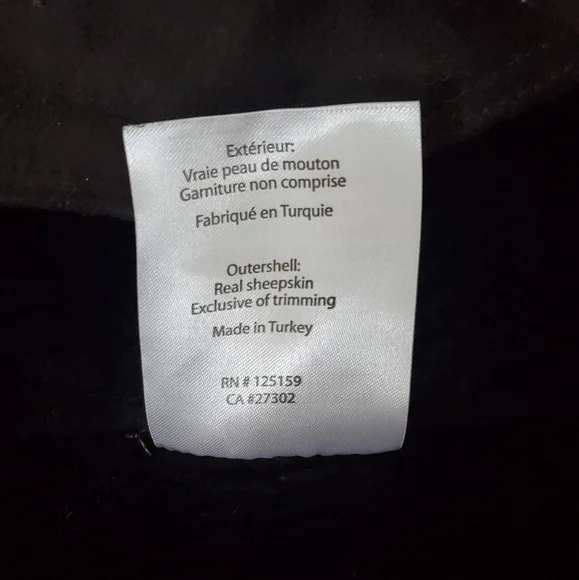 Extérieur:
Vraie peau de mouton
Garniture non comprise
Fabriqué en Turquie
Outershell:
Real sheepskin
Exclusive of trimming
Made in Turkey
RN # 125159
CA #27302